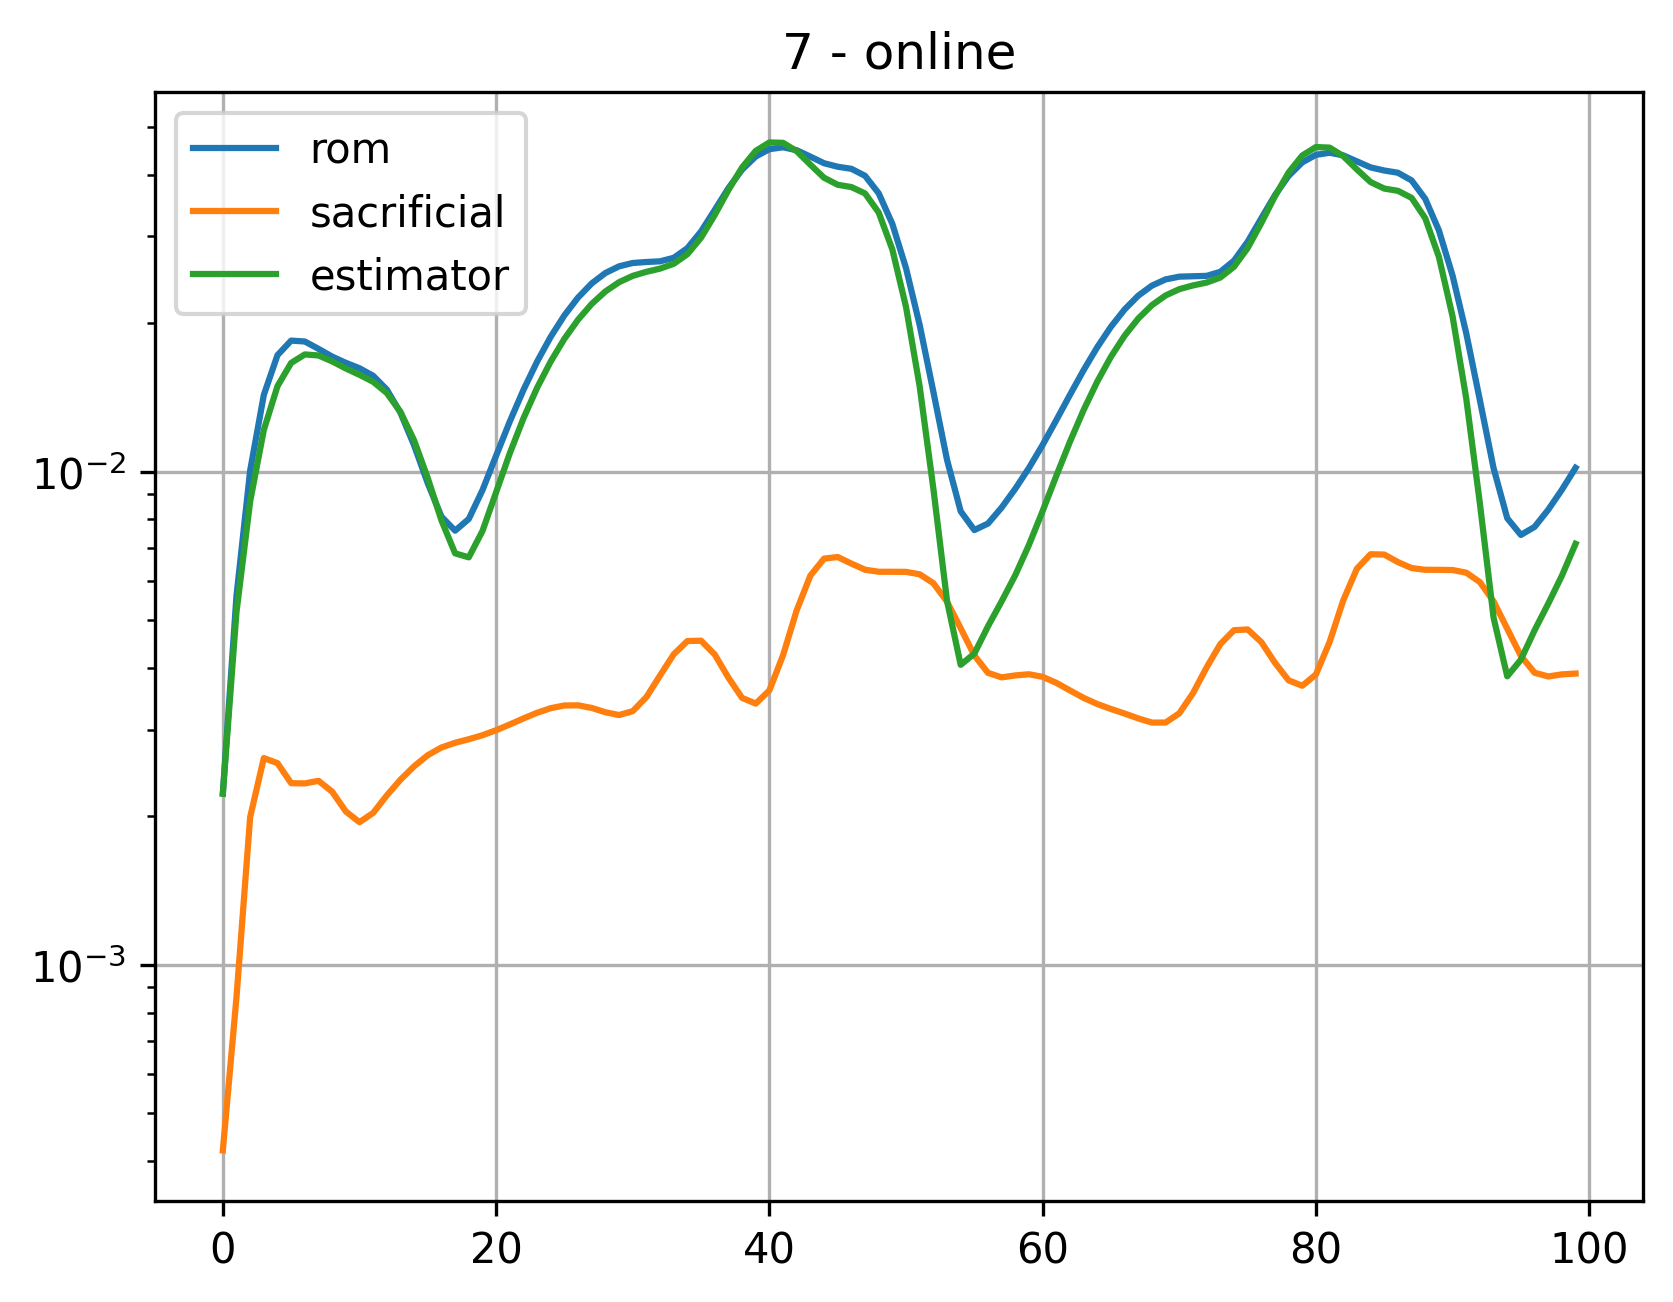 7 - online
rom
sacrificial
estimator
10⁻²
10⁻³
0 20 40 60 80 100